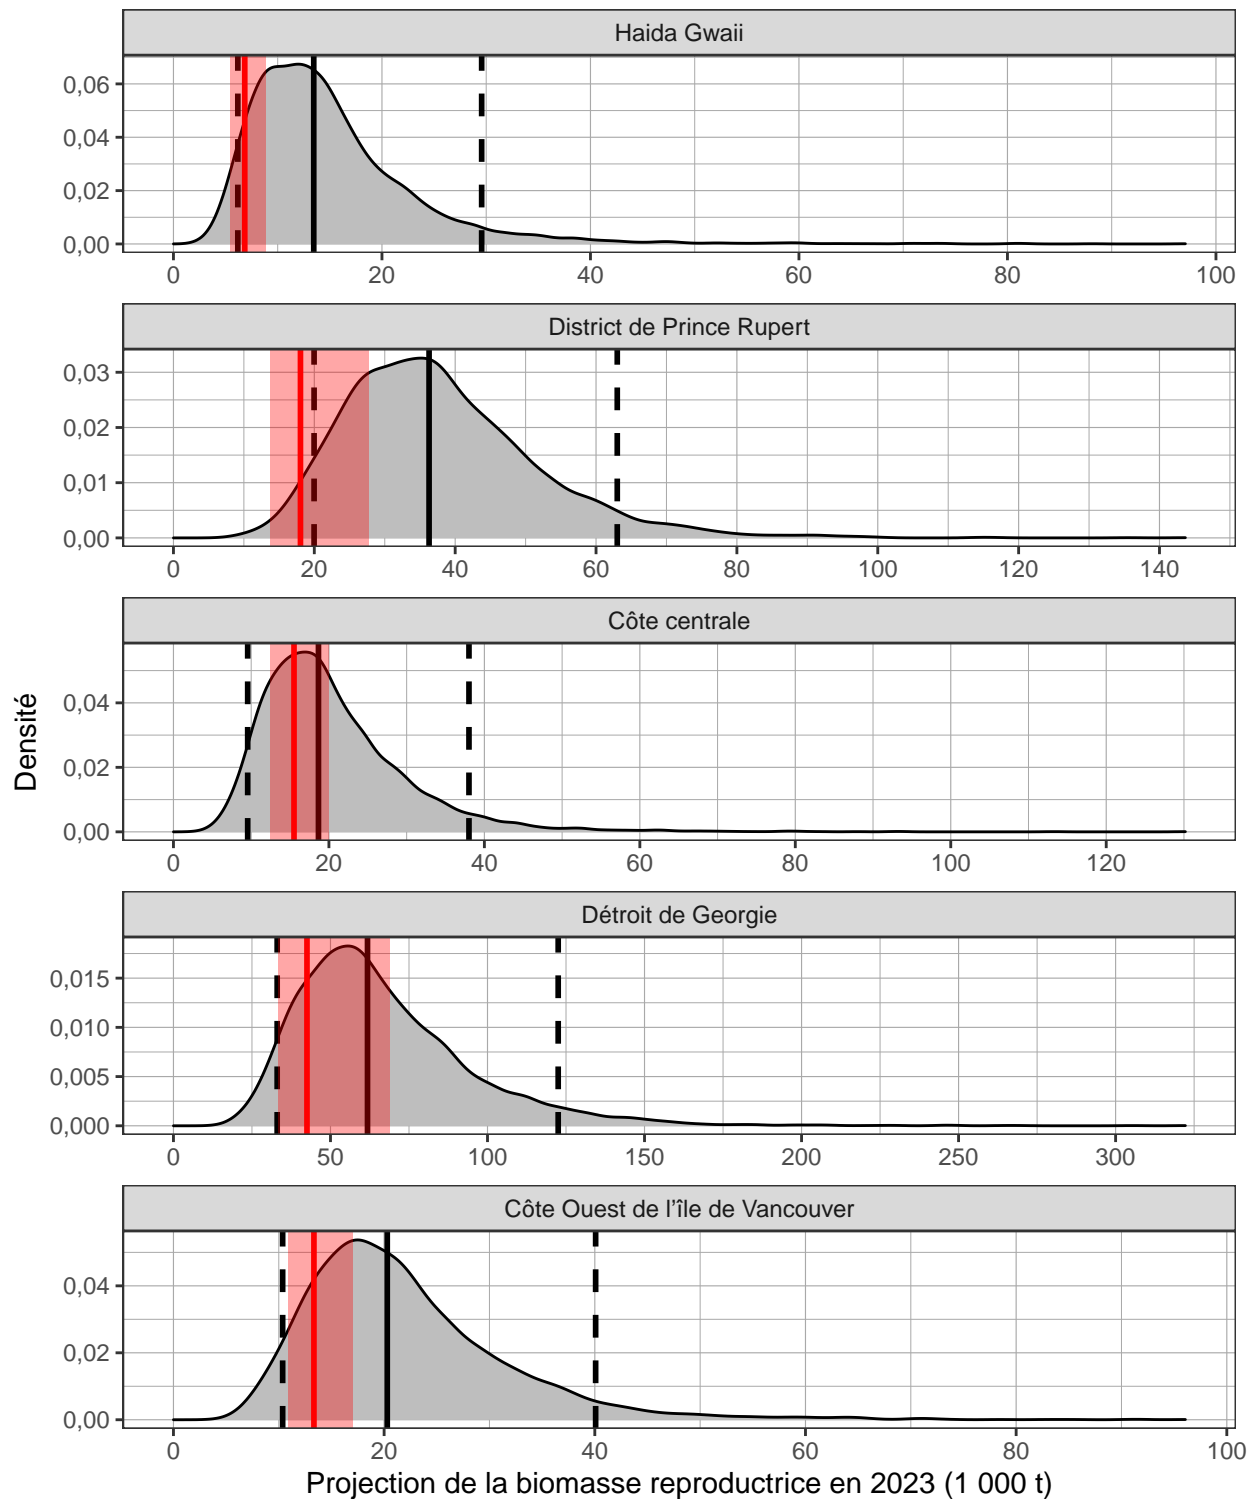 Haida Gwaii
0,06
0,04
0,02
0,00
0 20 40 60 80 100
District de Prince Rupert
0,03
0,02
0,01
0,00
0 20 40 60 80 100 120 140
Côte centrale
0,04
0,02
0,00
0 20 40 60 80 100 120
Densité
Détroit de Georgie
0,015
0,010
0,005
0,000
0 50 100 150 200 250 300
Côte Ouest de l'île de Vancouver
0,04
0,02
0,00
0 20 40 60 80 100
Projection de la biomasse reproductrice en 2023 (1 000 t)